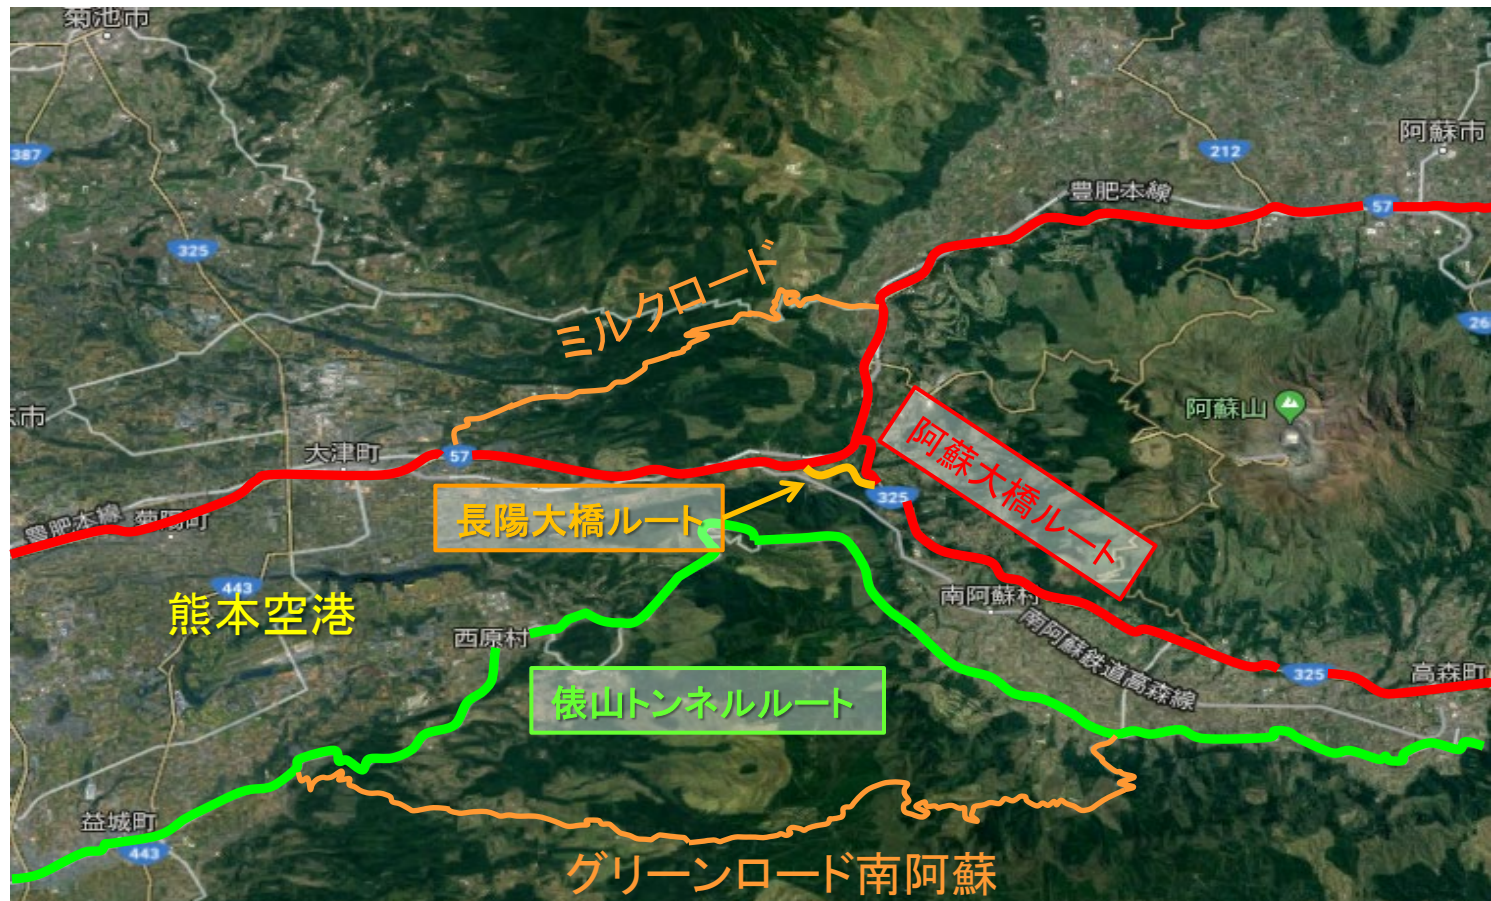 菊池市
387
325
212
阿蘇市
豊肥本線
57
ミルクロード
26
阿蘇山
市
大津町
57
阿蘇大橋ルート
長陽大橋ルート
325
豊肥本線
菊陽町
443
熊本空港
南阿蘇村
西原村
南阿蘇鉄道高森線
325
高森町
俵山トンネルルート
益城町
443
グリーンロード南阿蘇